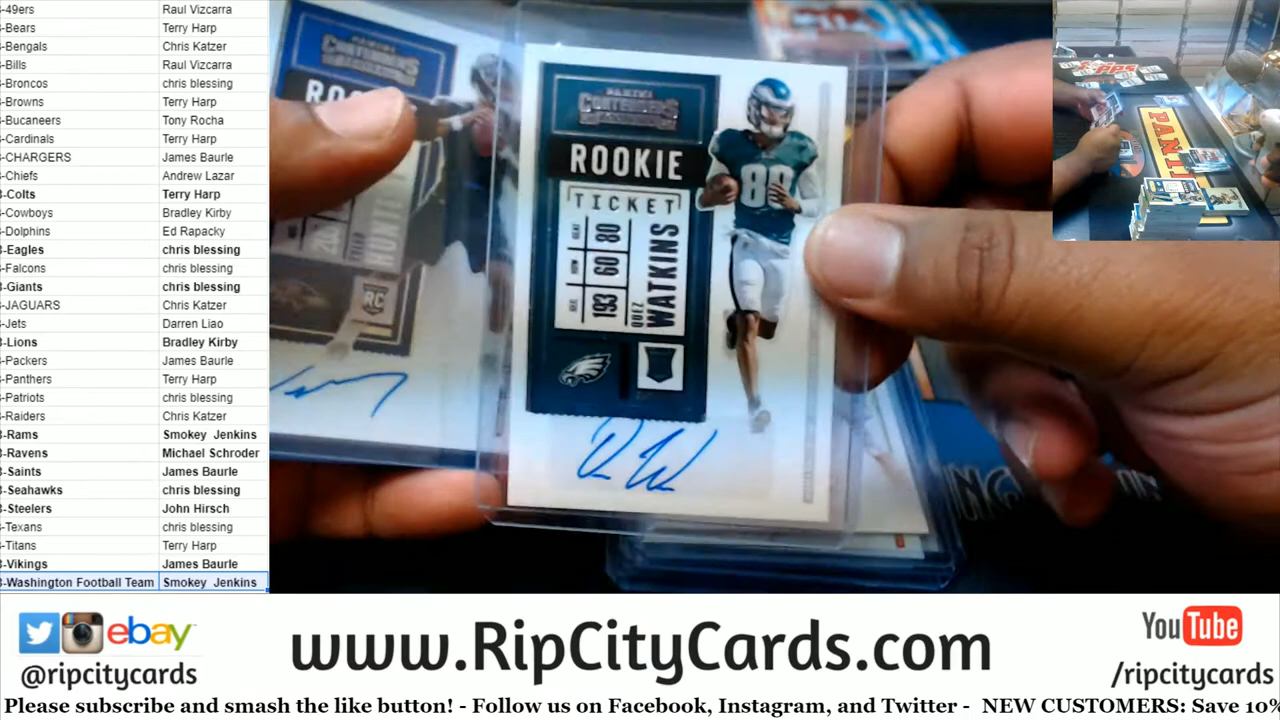 -49ers Raul Vizcarra
-Bears Terry Harp
-Bengals Chris Katzer
-Bills Raul Vizcarra
-Broncos chris blessing
-Browns Terry Harp
-Bucaneers Tony Rocha
-Cardinals Terry Harp
-CHARGERS James Baurle
-Chiefs Andrew Lazar
-Colts Terry Harp
-Cowboys Bradley Kirby
-Dolphins Ed Rapacky
-Eagles chris blessing
-Falcons chris blessing
-Giants chris blessing
-JAGUARS Chris Katzer
-Jets Darren Liao
-Lions Bradley Kirby
-Packers James Baurle
-Panthers Terry Harp
-Patriots chris blessing
-Raiders Chris Katzer
-Rams Smokey Jenkins
-Ravens Michael Schroder
-Saints James Baurle
-Seahawks chris blessing
-Steelers John Hirsch
-Texans chris blessing
-Titans Terry Harp
-Vikings James Baurle
-Washington Football Team Smokey Jenkins
CONTENDERS
RC
PANINI
CONTENDERS
ROOKIE
TICKET
80
60
193
QUEZ
WATKINS
80
PANINI
ebay
@ripcitycards
www.RipCityCards.com
YouTube
/ripcitycards
Please subscribe and smash the like button! - Follow us on Facebook, Instagram, and Twitter - NEW CUSTOMERS: Save 10%